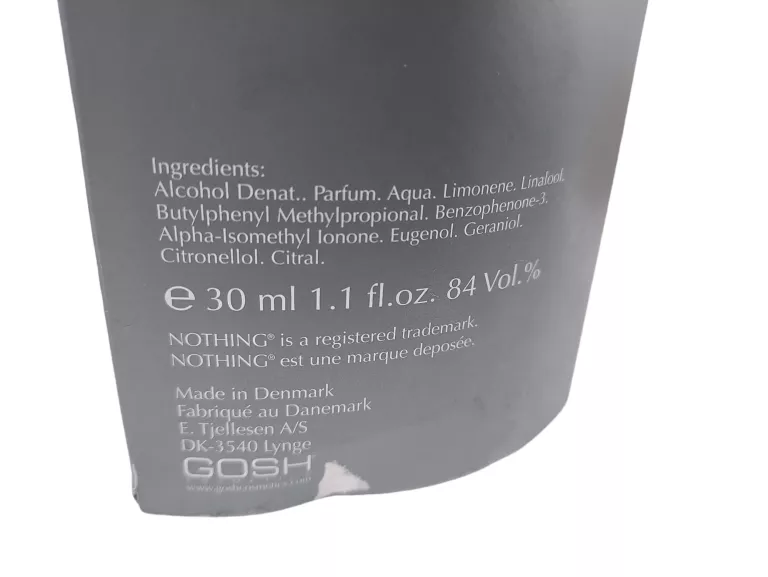 Ingredients:
Alcohol Denat.. Parfum. Aqua. Limonene. Linalool.
Butylphenyl Methylpropional. Benzophenone-3.
Alpha-Isomethyl Ionone. Eugenol. Geraniol.
Citronellol. Citral.
℮ 30 ml 1.1 fl.oz. 84 Vol.%
NOTHING® is a registered trademark.
NOTHING® est une marque deposée.
Made in Denmark
Fabriqué au Danemark
E. Tjellesen A/S
DK-3540 Lynge
GOSH